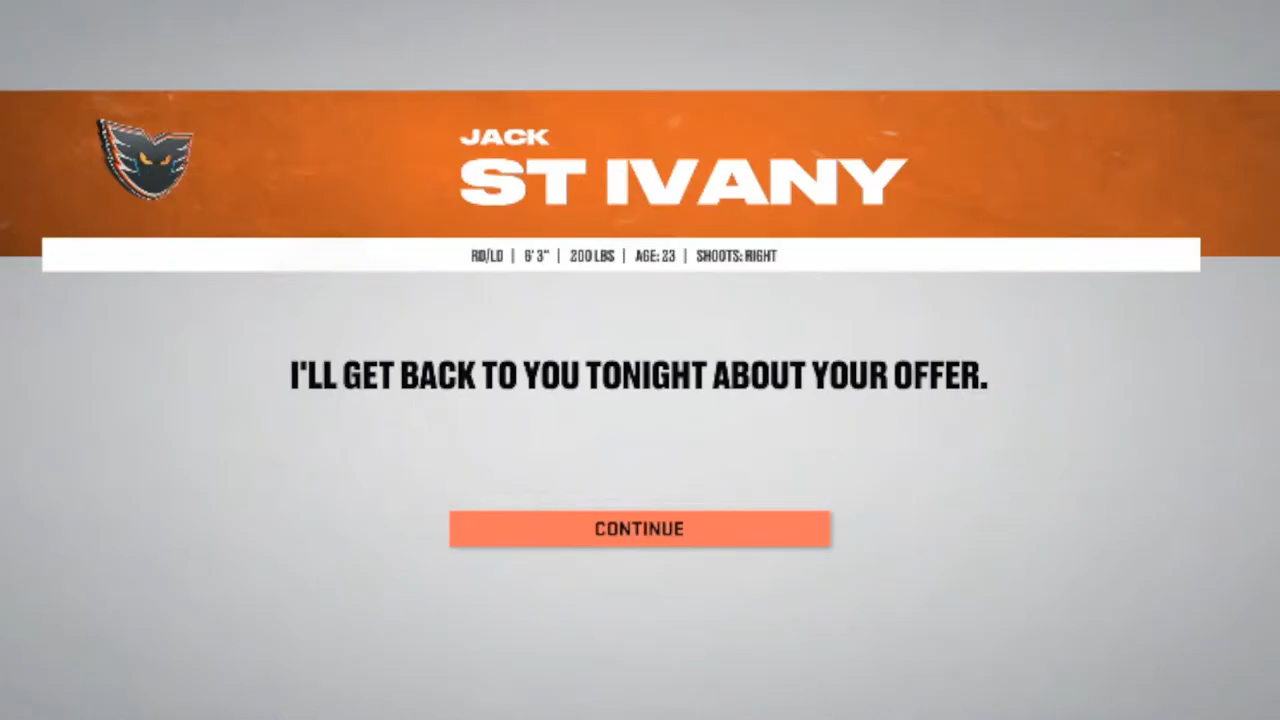 JACK
ST IVANY
RD/LD | 6' 3" | 200 LBS | AGE: 23 | SHOOTS: RIGHT
I'LL GET BACK TO YOU TONIGHT ABOUT YOUR OFFER.
CONTINUE